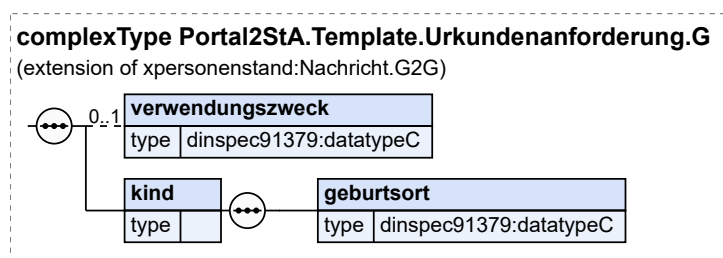 complexType Portal2StA.Template.Urkundenanforderung.G
(extension of xpersonenstand:Nachricht.G2G)
0..1
verwendungszweck
type dinspec91379:datatypeC
kind
type
geburtsort
type dinspec91379:datatypeC